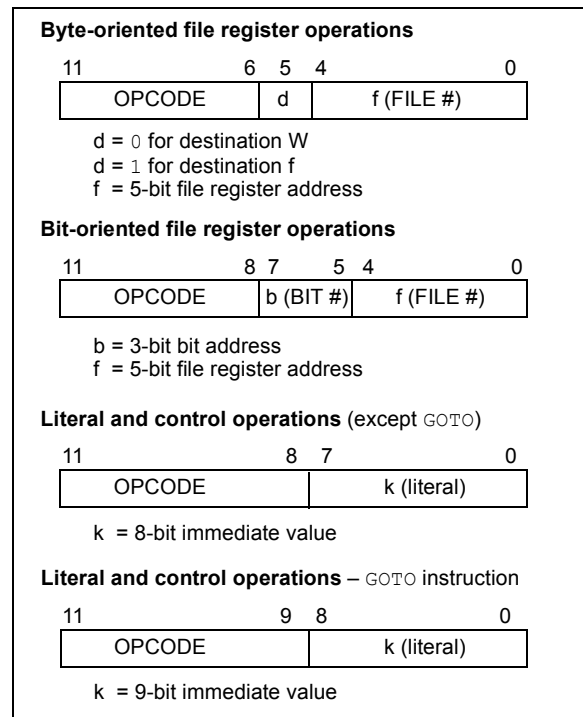 Byte-oriented file register operations
11 6 5 4 0
OPCODE d f (FILE #)
d = 0 for destination W
d = 1 for destination f
f = 5-bit file register address
Bit-oriented file register operations
11 8 7 5 4 0
OPCODE b (BIT #) f (FILE #)
b = 3-bit bit address
f = 5-bit file register address
Literal and control operations (except GOTO)
11 8 7 0
OPCODE k (literal)
k = 8-bit immediate value
Literal and control operations – GOTO instruction
11 9 8 0
OPCODE k (literal)
k = 9-bit immediate value